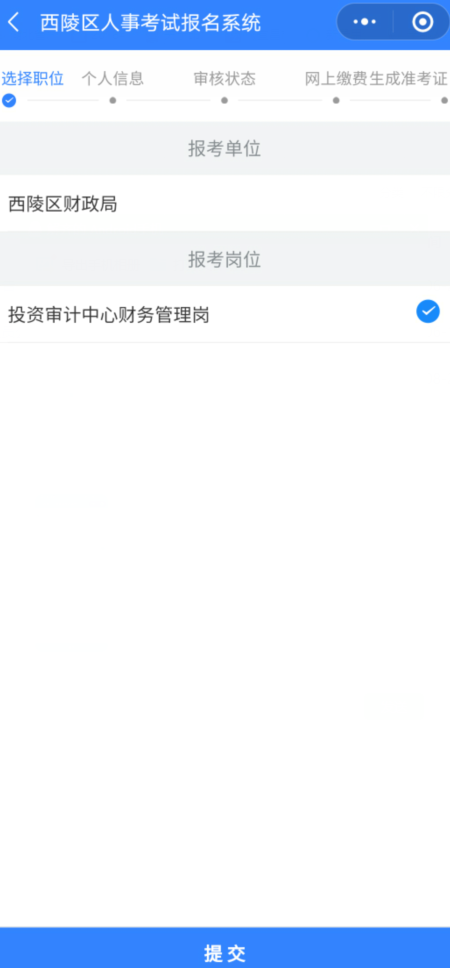 西陵区人事考试报名系统
选择职位 个人信息 审核状态 网上缴费 生成准考证
报考单位
西陵区财政局
报考岗位
投资审计中心财务管理岗
提交